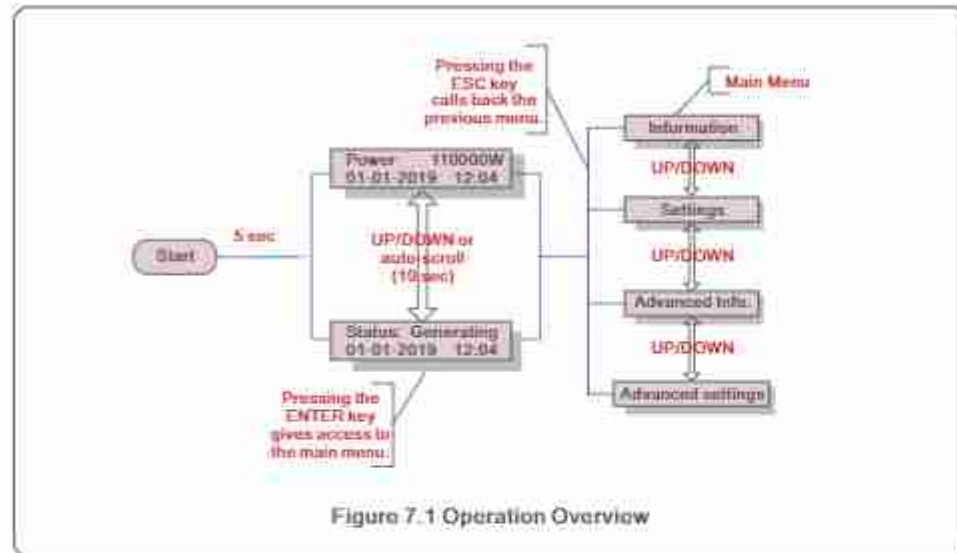 Pressing the
ESC key
calls back the
previous menu.
Main Menu
Information
UP/DOWN
Settings
UP/DOWN
Advanced Info.
UP/DOWN
Advanced settings
Power 110000W
01-01-2019 12:04
Start
5 sec
UP/DOWN or
auto-scroll
(10 sec)
Status: Generating
01-01-2019 12:04
Pressing the
ENTER key
gives access to
the main menu.
Figure 7.1 Operation Overview